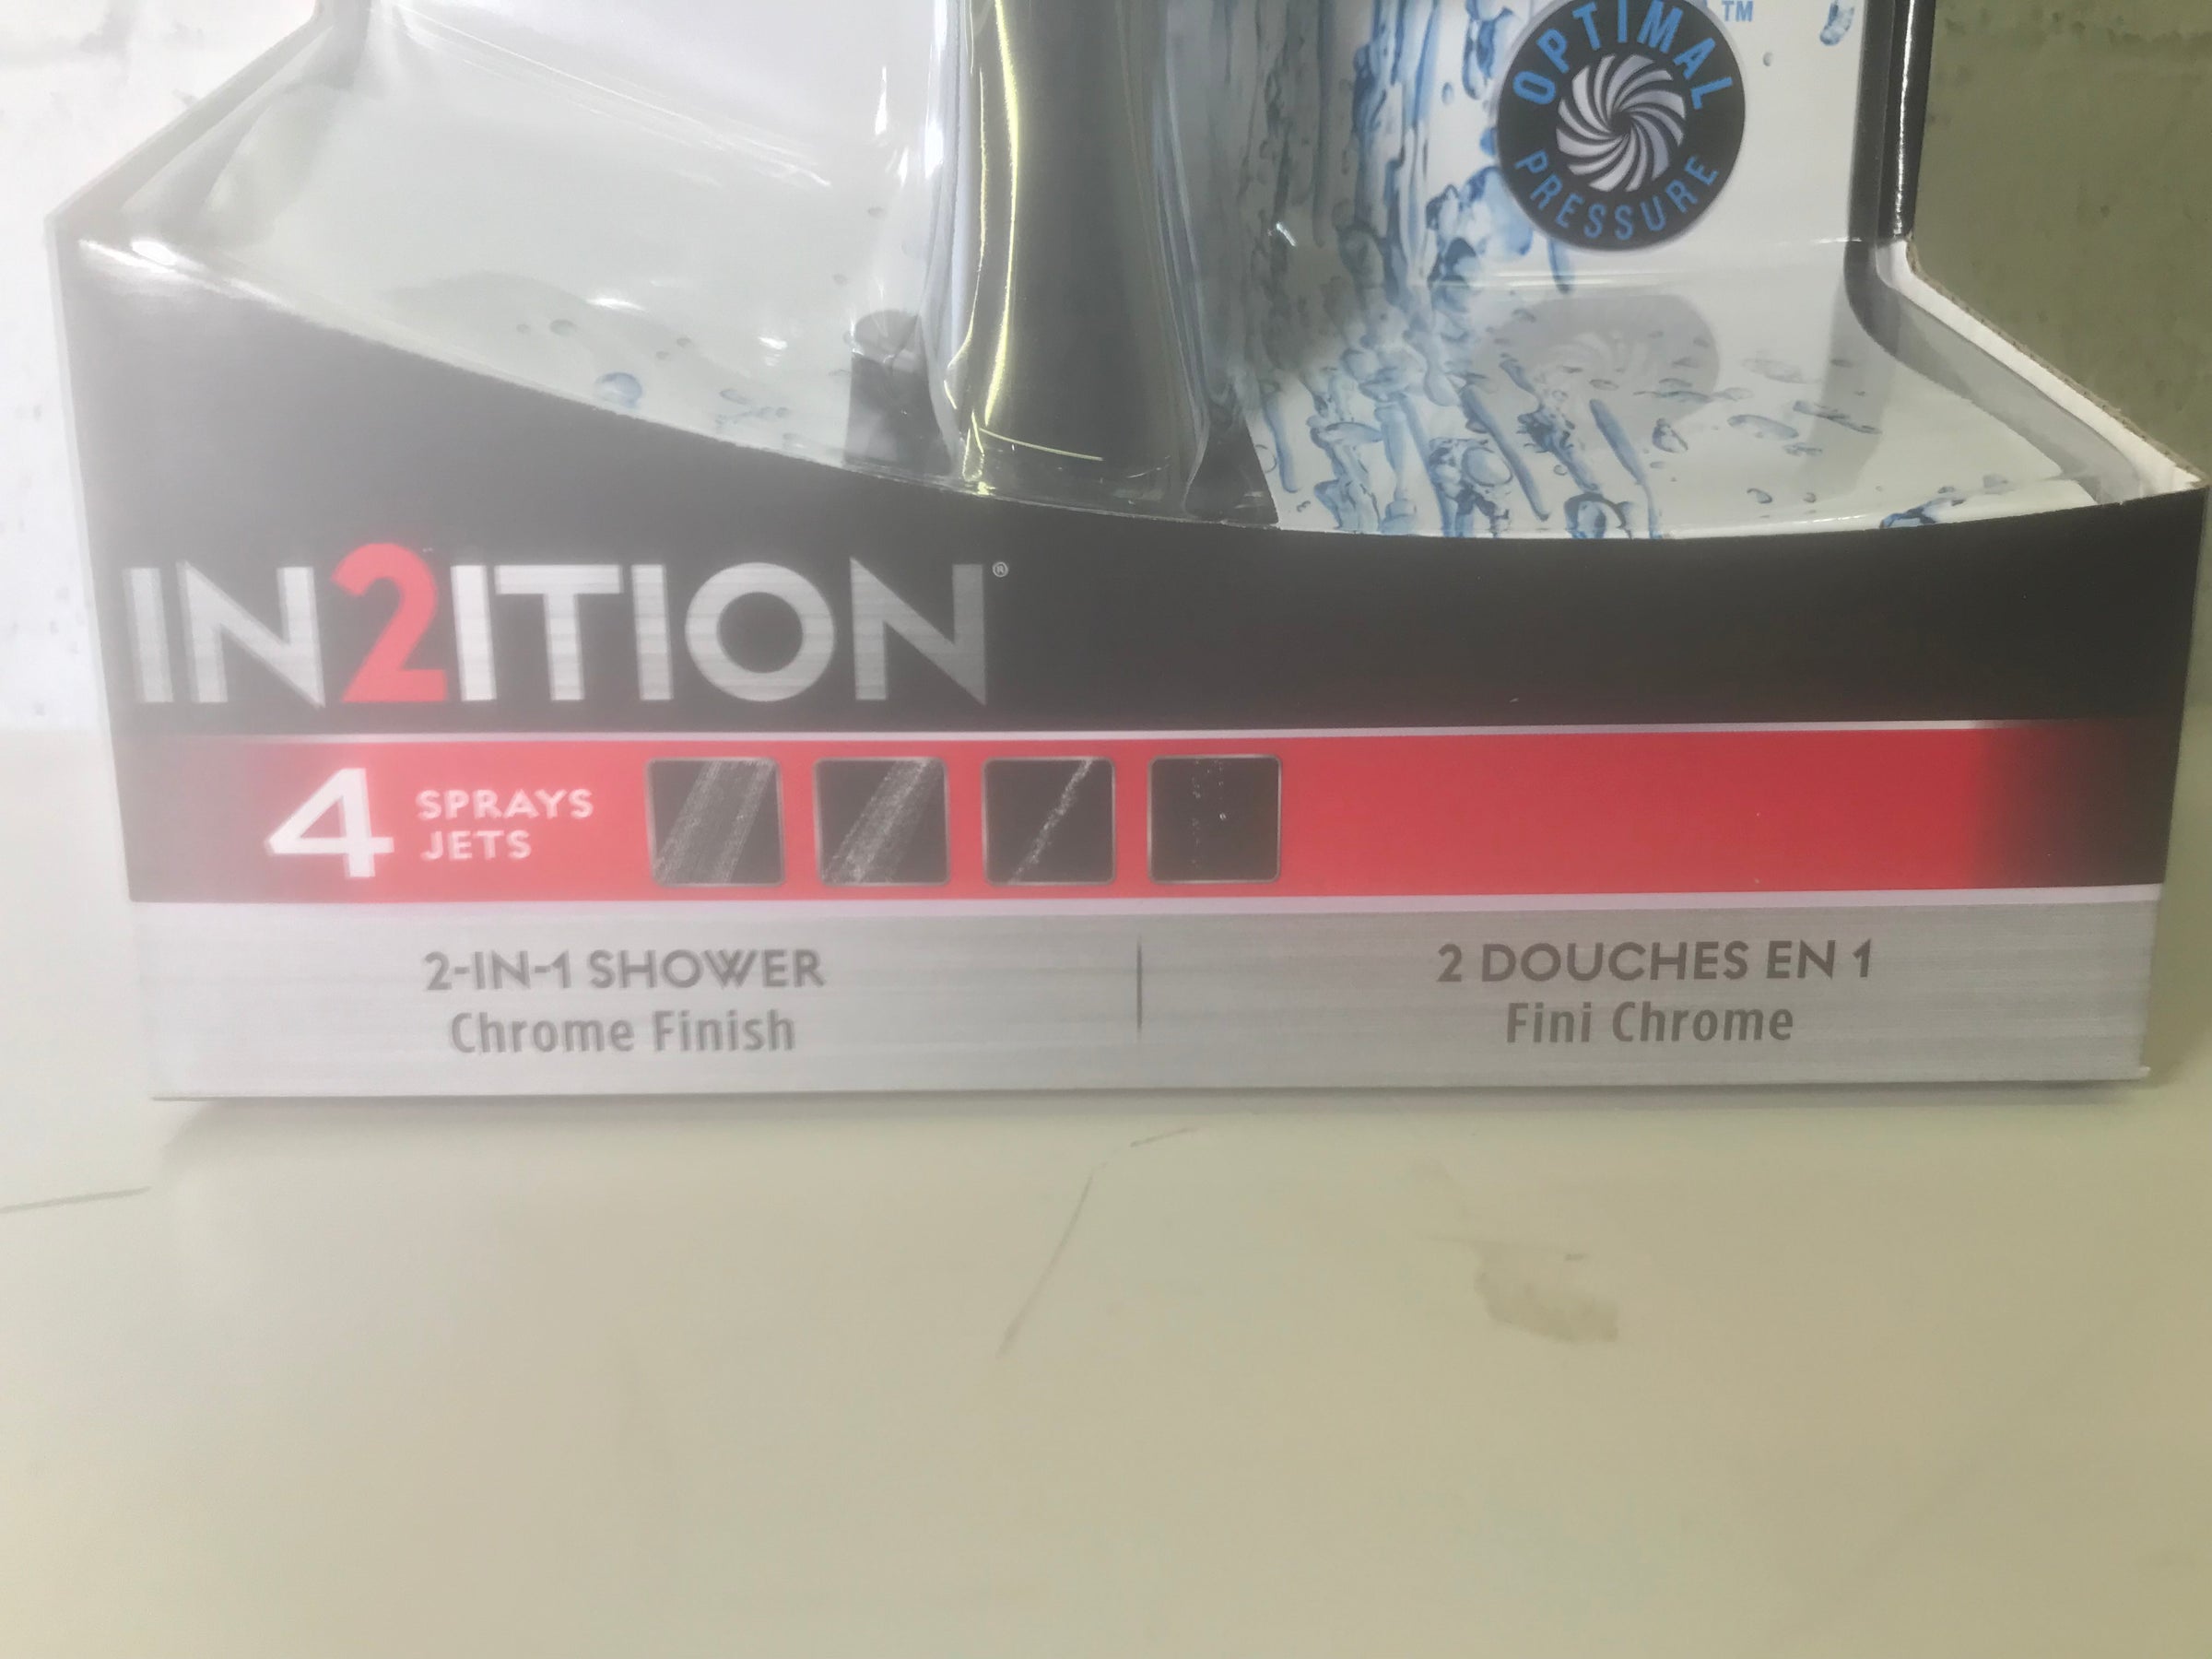 ™
OPTIMAL
PRESSURE
IN2ITION®
4 SPRAYS
JETS
2-IN-1 SHOWER
Chrome Finish
2 DOUCHES EN 1
Fini Chrome